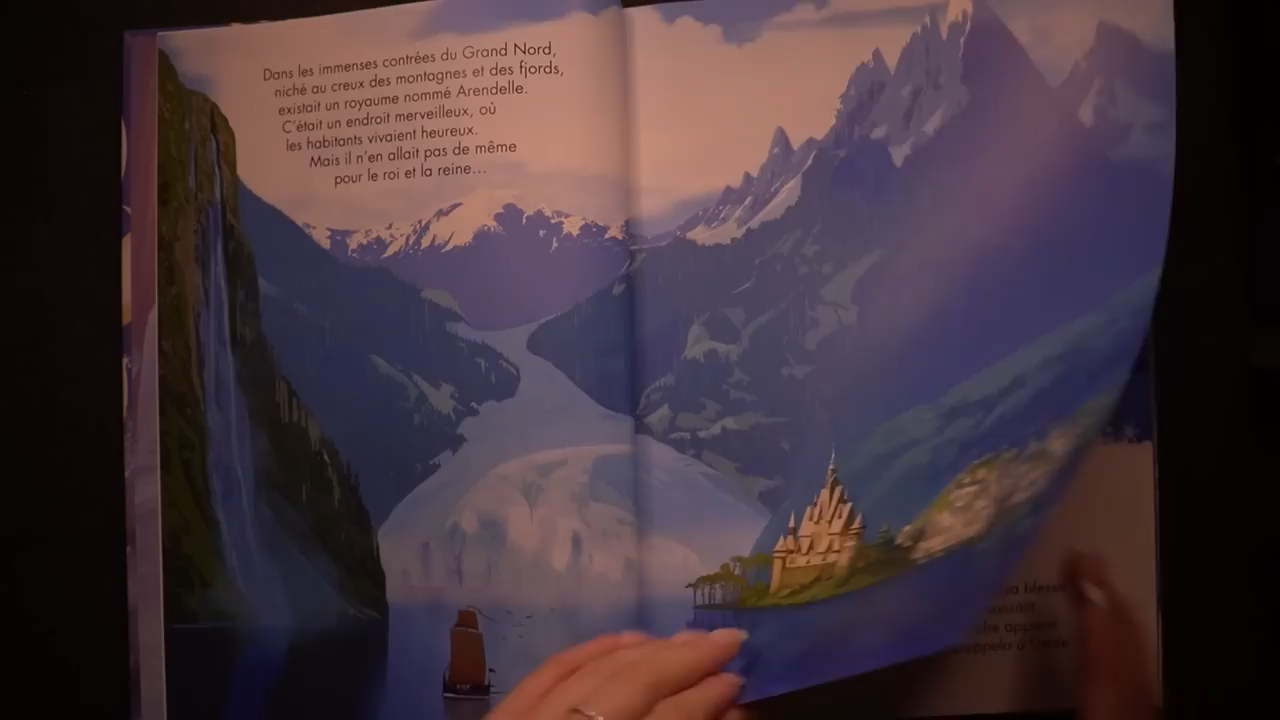 Dans les immenses contrées du Grand Nord,
niché au creux des montagnes et des fjords,
existait un royaume nommé Arendelle.
C'était un endroit merveilleux, où
les habitants vivaient heureux.
Mais il n'en allait pas de même
pour le roi et la reine...